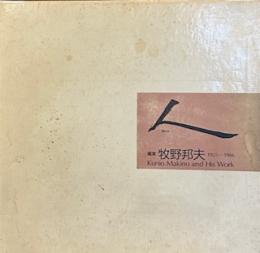 人
牧野邦夫 1925—1986
Kunio Makino and His Work